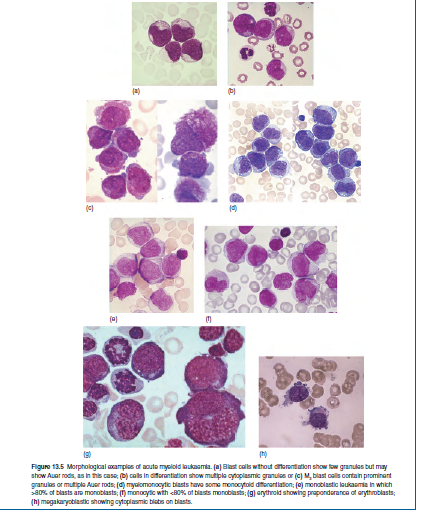 (a)
(b)
(c)
(d)
(e)
(f)
(g)
(h)
Figure 13.5 Morphological examples of acute myeloid leukaemia. (a) Blast cells without differentiation show few granules but may
show Auer rods, as in this case; (b) cells in differentiation show multiple cytoplasmic granules or (c) M₃ blast cells contain prominent
granules or multiple Auer rods; (d) myelomonocytic blasts have some monocytoid differentiation; (e) monoblastic leukaemia in which
>80% of blasts are monoblasts; (f) monocytic with <80% of blasts monoblasts; (g) erythroid showing preponderance of erythroblasts;
(h) megakaryoblastic showing cytoplasmic blebs on blasts.